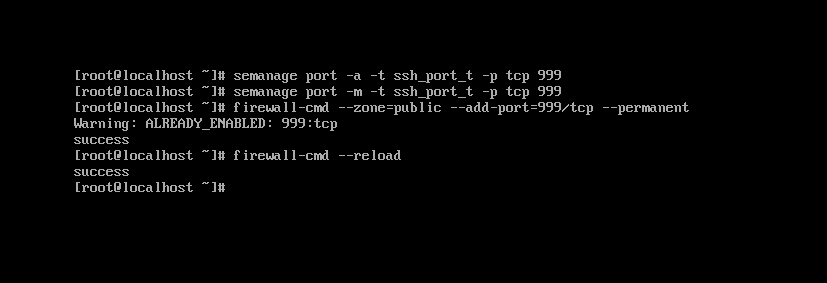 [root@localhost ~]# semanage port -a -t ssh_port_t -p tcp 999
[root@localhost ~]# semanage port -m -t ssh_port_t -p tcp 999
[root@localhost ~]# firewall-cmd --zone=public --add-port=999/tcp --permanent
Warning: ALREADY_ENABLED: 999:tcp
success
[root@localhost ~]# firewall-cmd --reload
success
[root@localhost ~]#